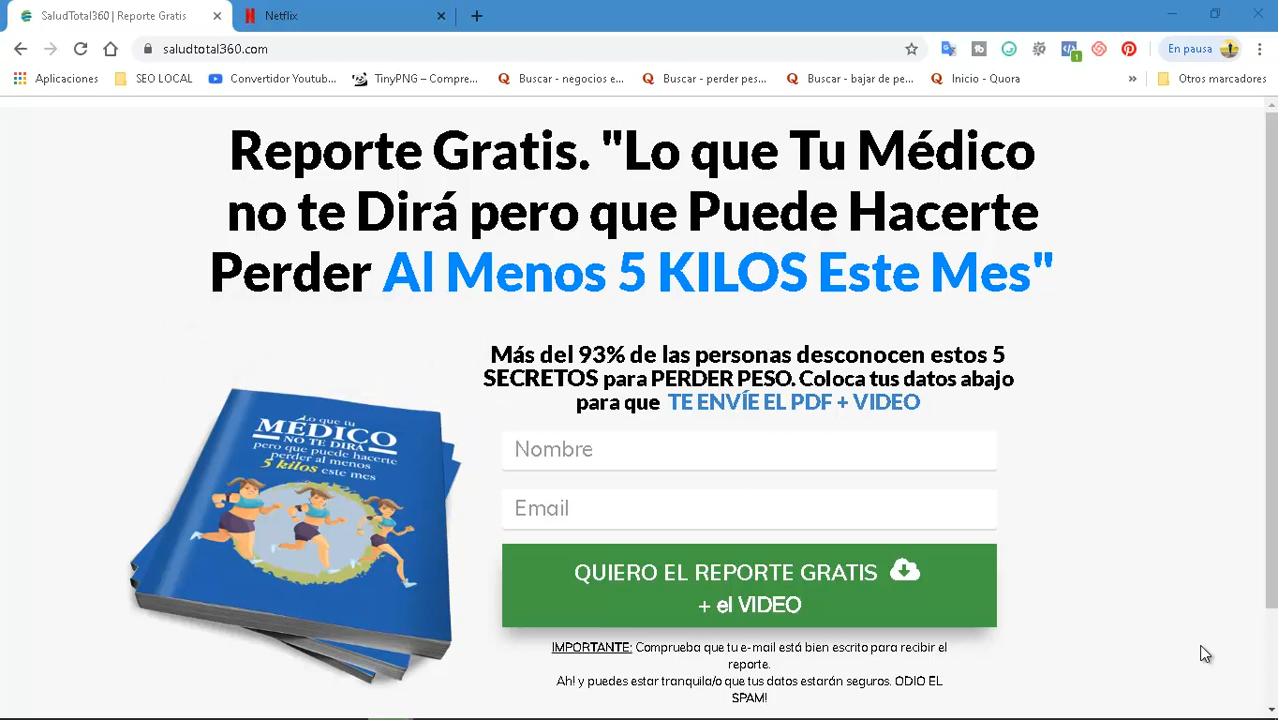 SaludTotal360 | Reporte Gratis
Netflix
saludtotal360.com
1
En pausa
Aplicaciones
SEO LOCAL
Convertidor Youtub...
TinyPNG – Compre...
Buscar - negocios e...
Buscar - perder pes...
Buscar - bajar de pe...
Inicio - Quora
»
Otros marcadores
Reporte Gratis. "Lo que Tu Médico
no te Dirá pero que Puede Hacerte
Perder Al Menos 5 KILOS Este Mes"
Más del 93% de las personas desconocen estos 5
SECRETOS para PERDER PESO. Coloca tus datos abajo
para que TE ENVÍE EL PDF + VIDEO
Lo que tu
MÉDICO
NO TE DIRÁ
pero que puede hacerte
perder al menos
5 kilos este mes
Nombre
Email
QUIERO EL REPORTE GRATIS
+ el VIDEO
IMPORTANTE: Comprueba que tu e-mail está bien escrito para recibir el
reporte.
Ah! y puedes estar tranquila/o que tus datos estarán seguros. ODIO EL
SPAM!